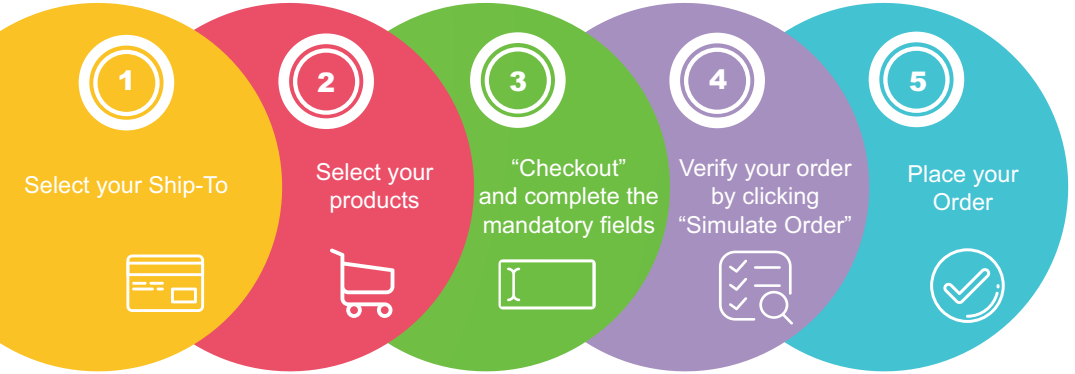 1
Select your Ship-To
2
Select your
products
3
“Checkout”
and complete the
mandatory fields
4
Verify your order
by clicking
“Simulate Order”
5
Place your
Order